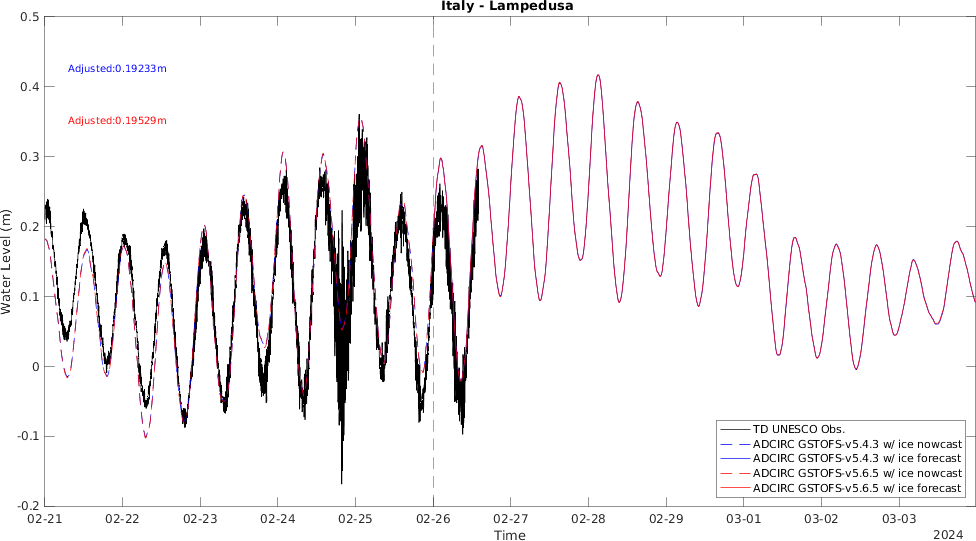 Italy - Lampedusa
0.5
Adjusted:0.19233m
0.4
Adjusted:0.19529m
0.3
0.2
0.1
0
-0.1
-0.2
Water Level (m)
TD UNESCO Obs.
ADCIRC GSTOFS-v5.4.3 w/ ice nowcast
ADCIRC GSTOFS-v5.4.3 w/ ice forecast
ADCIRC GSTOFS-v5.6.5 w/ ice nowcast
ADCIRC GSTOFS-v5.6.5 w/ ice forecast
02-21 02-22 02-23 02-24 02-25 02-26 02-27 02-28 02-29 03-01 03-02 03-03
Time
2024